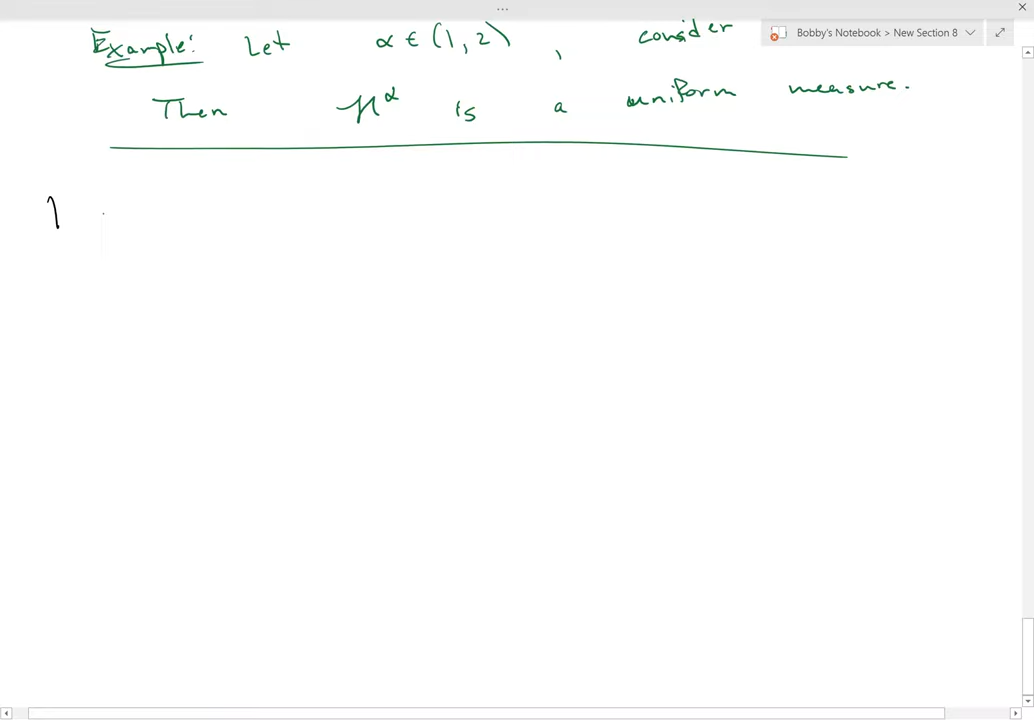 Bobby's Notebook > New Section 8
Example: Let α ∈ (1, 2), consider
Then ℋ^α is a uniform measure.